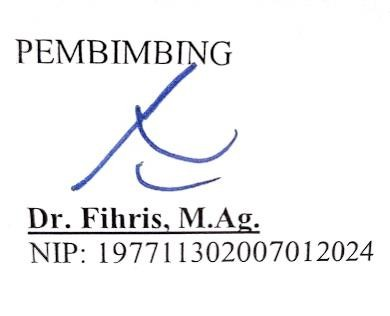 PEMBIMBING
Dr. Fihris, M.Ag.
NIP: 197711302007012024